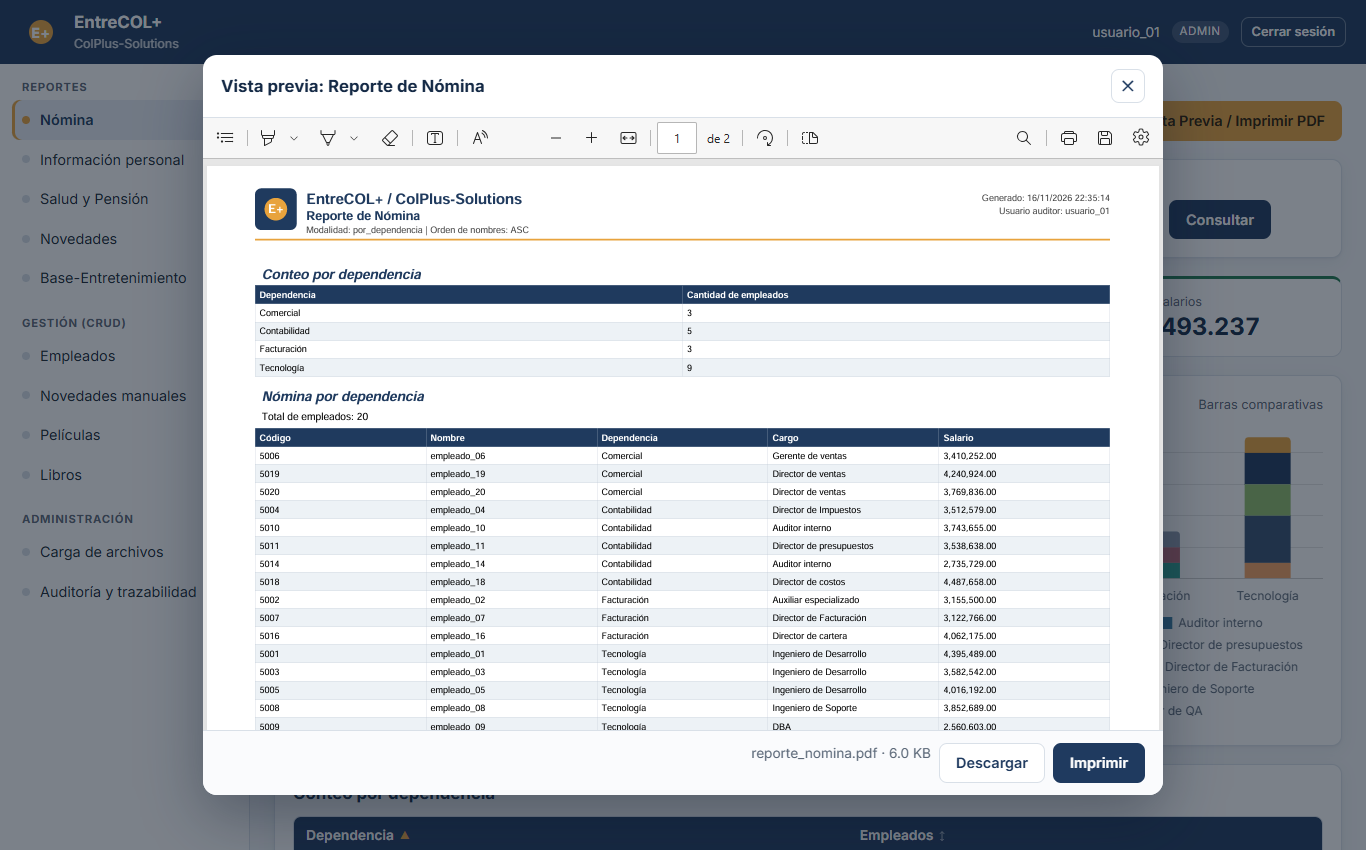 E+ EntreCOL+
ColPlus-Solutions
usuario_01 ADMIN Cerrar sesión
REPORTES
Nómina
Información personal
Salud y Pensión
Novedades
Base-Entretenimiento
GESTIÓN (CRUD)
Empleados
Novedades manuales
Películas
Libros
ADMINISTRACIÓN
Carga de archivos
Auditoría y trazabilidad
Vista previa: Reporte de Nómina
1 de 2
E+ EntreCOL+ / ColPlus-Solutions
Reporte de Nómina
Modalidad: por_dependencia | Orden de nombres: ASC
Generado: 16/11/2026 22:35:14
Usuario auditor: usuario_01
Conteo por dependencia
Dependencia Cantidad de empleados
Comercial 3
Contabilidad 5
Facturación 3
Tecnología 9
Nómina por dependencia
Total de empleados: 20
Código Nombre Dependencia Cargo Salario
5006 empleado_06 Comercial Gerente de ventas 3,410,252.00
5019 empleado_19 Comercial Director de ventas 4,240,924.00
5020 empleado_20 Comercial Director de ventas 3,769,836.00
5004 empleado_04 Contabilidad Director de Impuestos 3,512,579.00
5010 empleado_10 Contabilidad Auditor interno 3,743,655.00
5011 empleado_11 Contabilidad Director de presupuestos 3,538,638.00
5014 empleado_14 Contabilidad Auditor interno 2,735,729.00
5018 empleado_18 Contabilidad Director de costos 4,487,658.00
5002 empleado_02 Facturación Auxiliar especializado 3,155,500.00
5007 empleado_07 Facturación Director de Facturación 3,122,766.00
5016 empleado_16 Facturación Director de cartera 4,062,175.00
5001 empleado_01 Tecnología Ingeniero de Desarrollo 4,395,489.00
5003 empleado_03 Tecnología Ingeniero de Desarrollo 3,582,542.00
5005 empleado_05 Tecnología Ingeniero de Desarrollo 4,016,192.00
5008 empleado_08 Tecnología Ingeniero de Soporte 3,852,689.00
5009 empleado_09 Tecnología DBA 2,560,603.00
reporte_nomina.pdf · 6.0 KB Descargar Imprimir
Previa / Imprimir PDF
Consultar
alarios
493.237
Barras comparativas
Tecnología
Auditor interno
Director de presupuestos
Director de Facturación
de Soporte
de QA
Conteo por dependencia
Dependencia Empleados